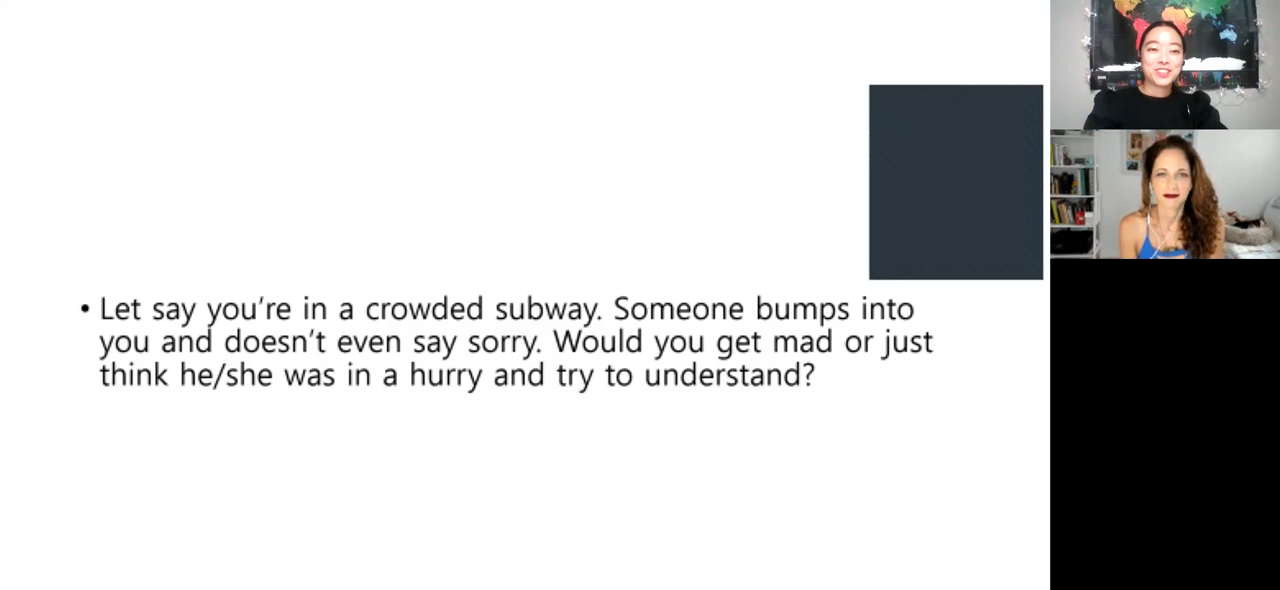 • Let say you're in a crowded subway. Someone bumps into
you and doesn't even say sorry. Would you get mad or just
think he/she was in a hurry and try to understand?